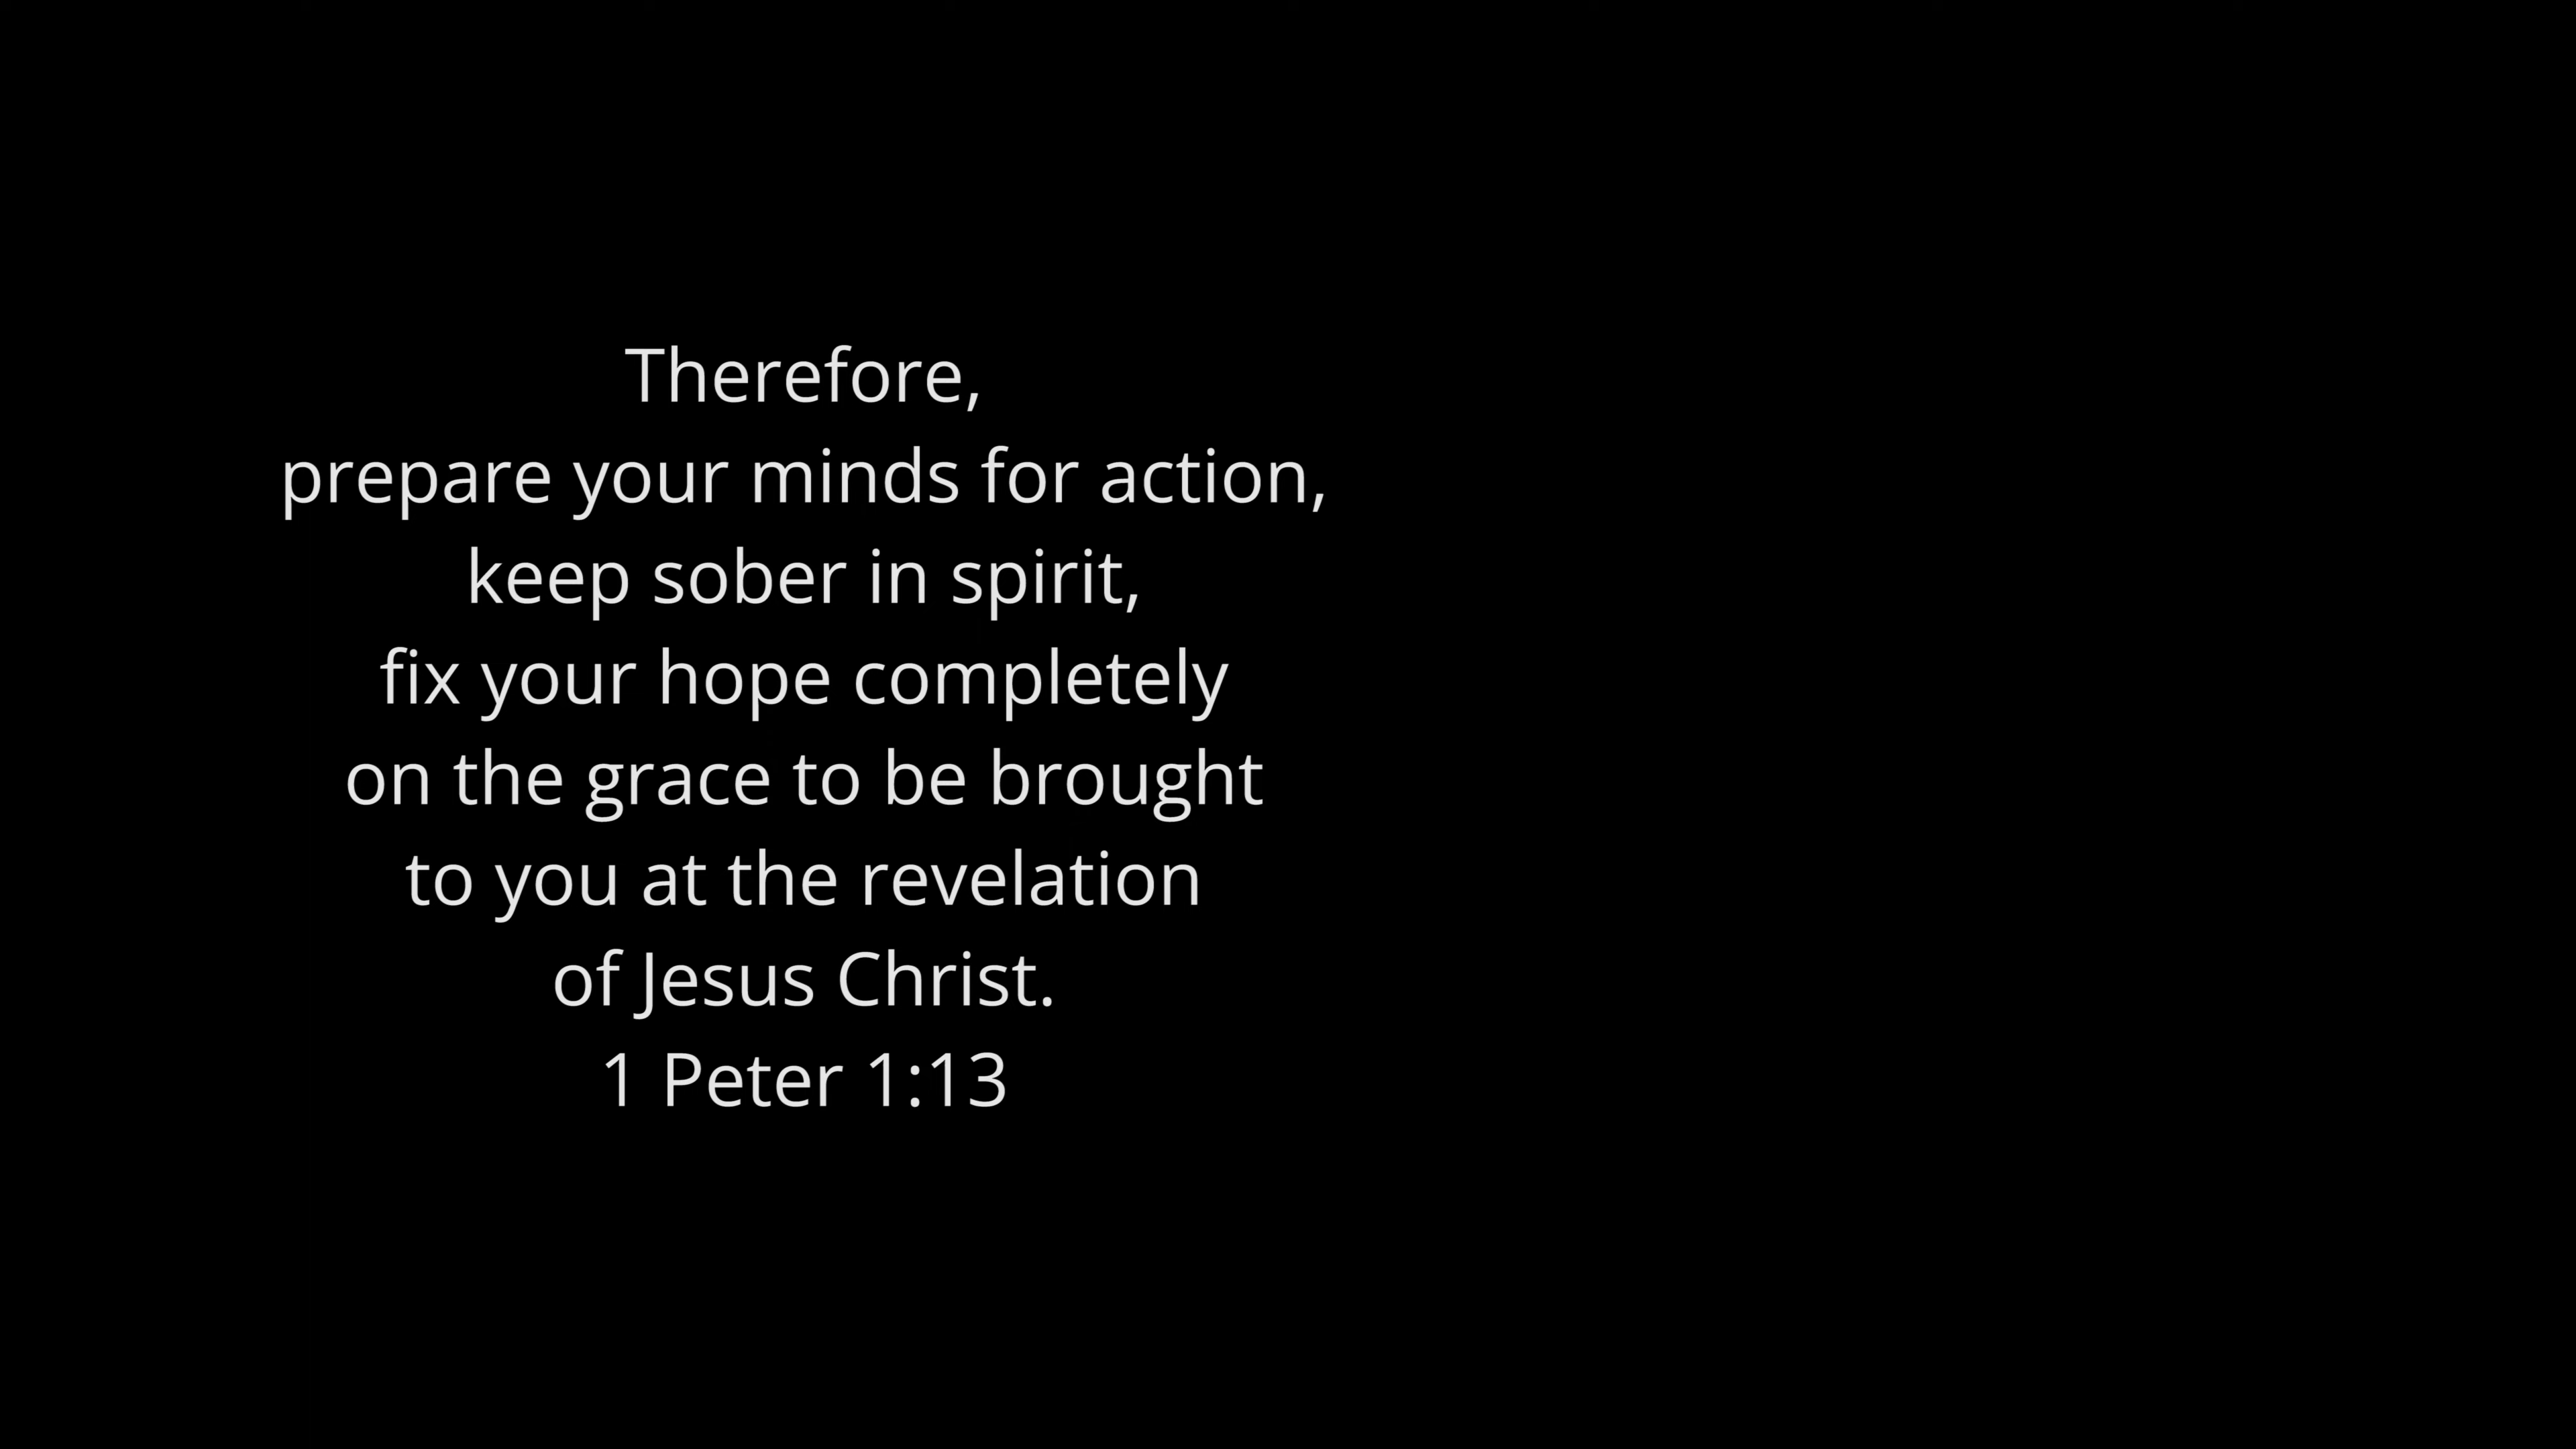 Therefore,
prepare your minds for action,
keep sober in spirit,
fix your hope completely
on the grace to be brought
to you at the revelation
of Jesus Christ.
1 Peter 1:13